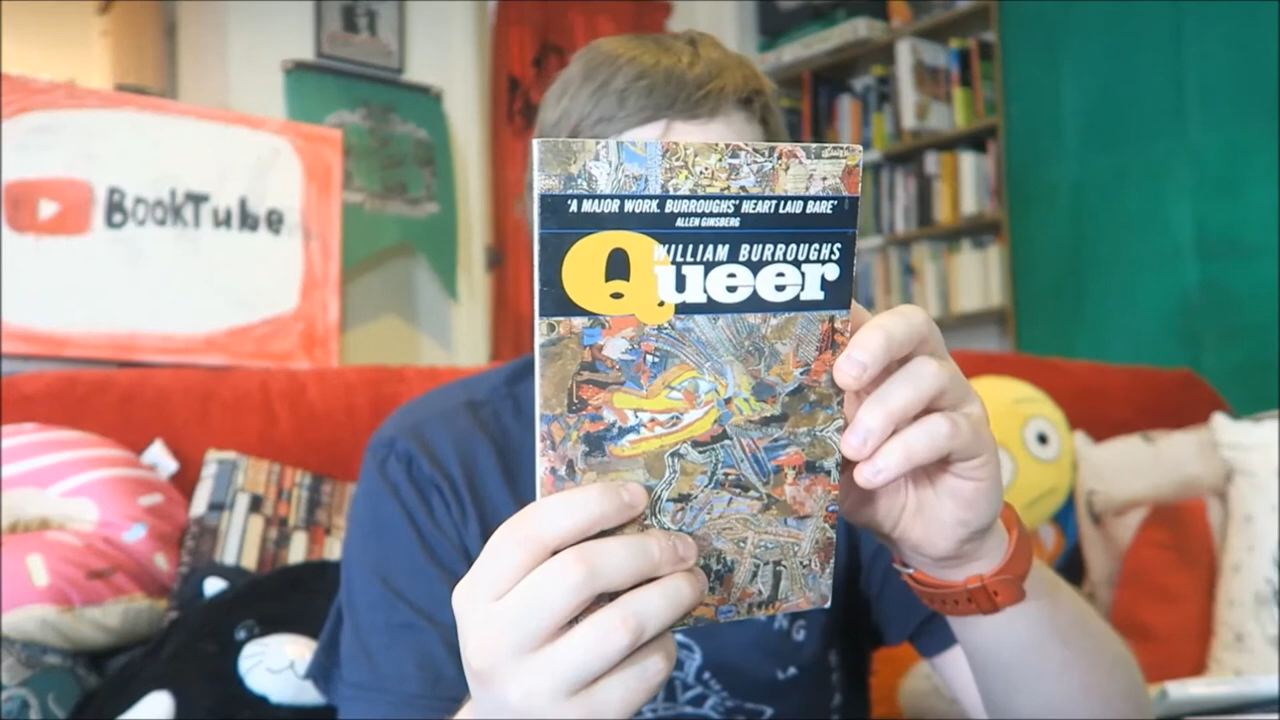 BookTube
'A MAJOR WORK. BURROUGHS' HEART LAID BARE'
ALLEN GINSBERG
WILLIAM BURROUGHS
Queer